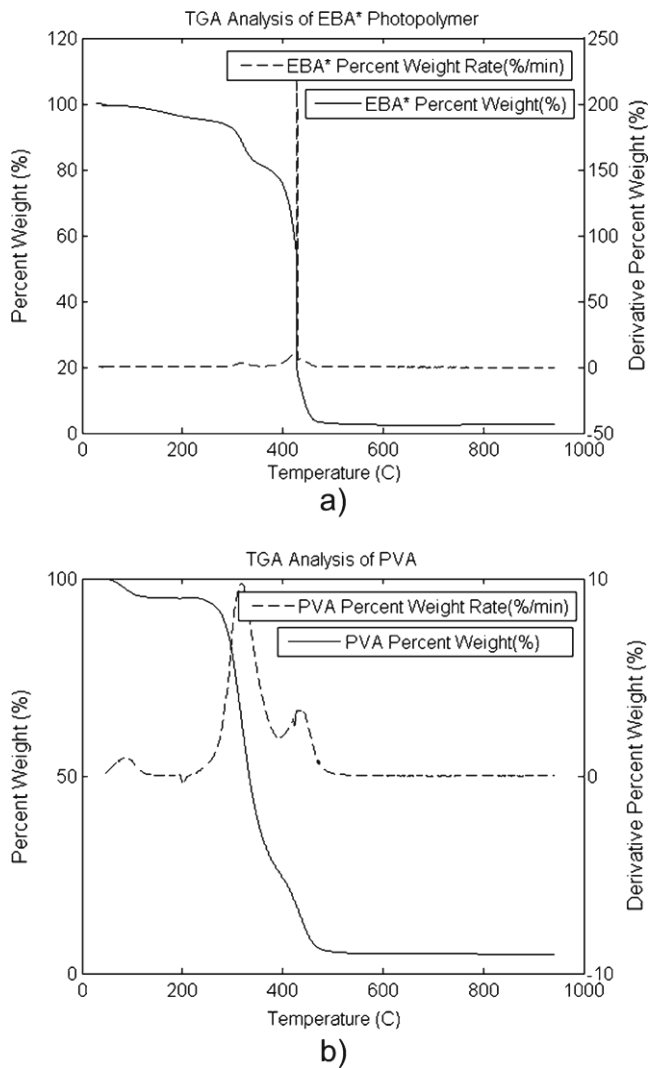 TGA Analysis of EBA* Photopolymer
120
100
80
60
40
20
0
Percent Weight (%)
EBA* Percent Weight Rate(%/min)
EBA* Percent Weight(%)
250
200
150
100
50
0
-50
Derivative Percent Weight (%)
0 200 400 600 800 1000
Temperature (C)
a)
TGA Analysis of PVA
100
50
0
Percent Weight (%)
PVA Percent Weight Rate(%/min)
PVA Percent Weight(%)
10
0
-10
Derivative Percent Weight (%)
0 200 400 600 800 1000
Temperature (C)
b)